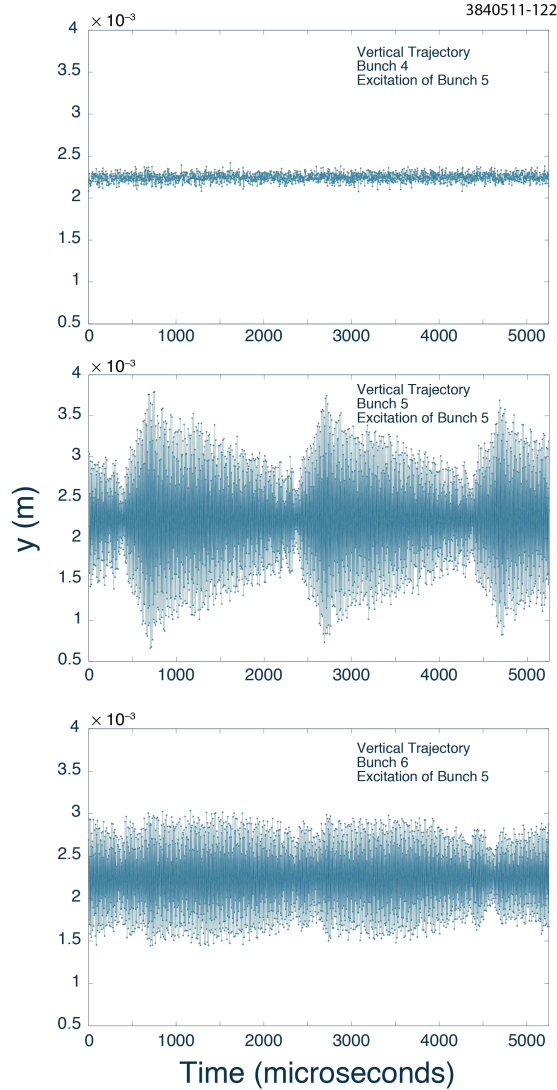 3840511-122
4 × 10⁻³
Vertical Trajectory
Bunch 4
Excitation of Bunch 5
3.5
3
2.5
2
1.5
1
0.5
0 1000 2000 3000 4000 5000
4 × 10⁻³
Vertical Trajectory
Bunch 5
Excitation of Bunch 5
3.5
3
2.5
2
1.5
1
0.5
0 1000 2000 3000 4000 5000
y (m)
4 × 10⁻³
Vertical Trajectory
Bunch 6
Excitation of Bunch 5
3.5
3
2.5
2
1.5
1
0.5
0 1000 2000 3000 4000 5000
Time (microseconds)